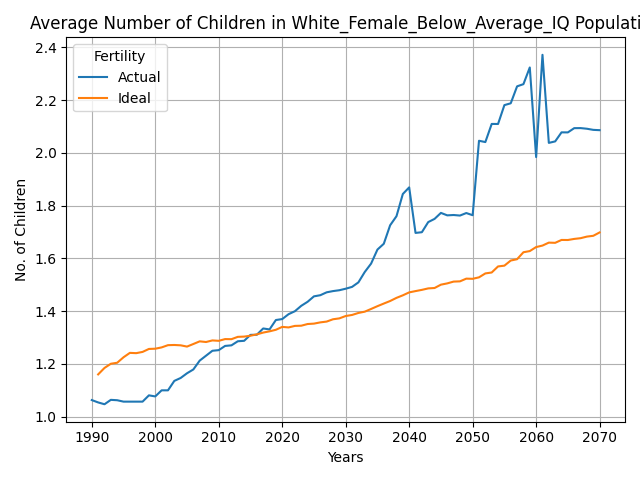 Average Number of Children in White_Female_Below_Average_IQ Populati
Fertility
Actual
Ideal
2.4
2.2
2.0
1.8
1.6
1.4
1.2
1.0
No. of Children
1990 2000 2010 2020 2030 2040 2050 2060 2070
Years